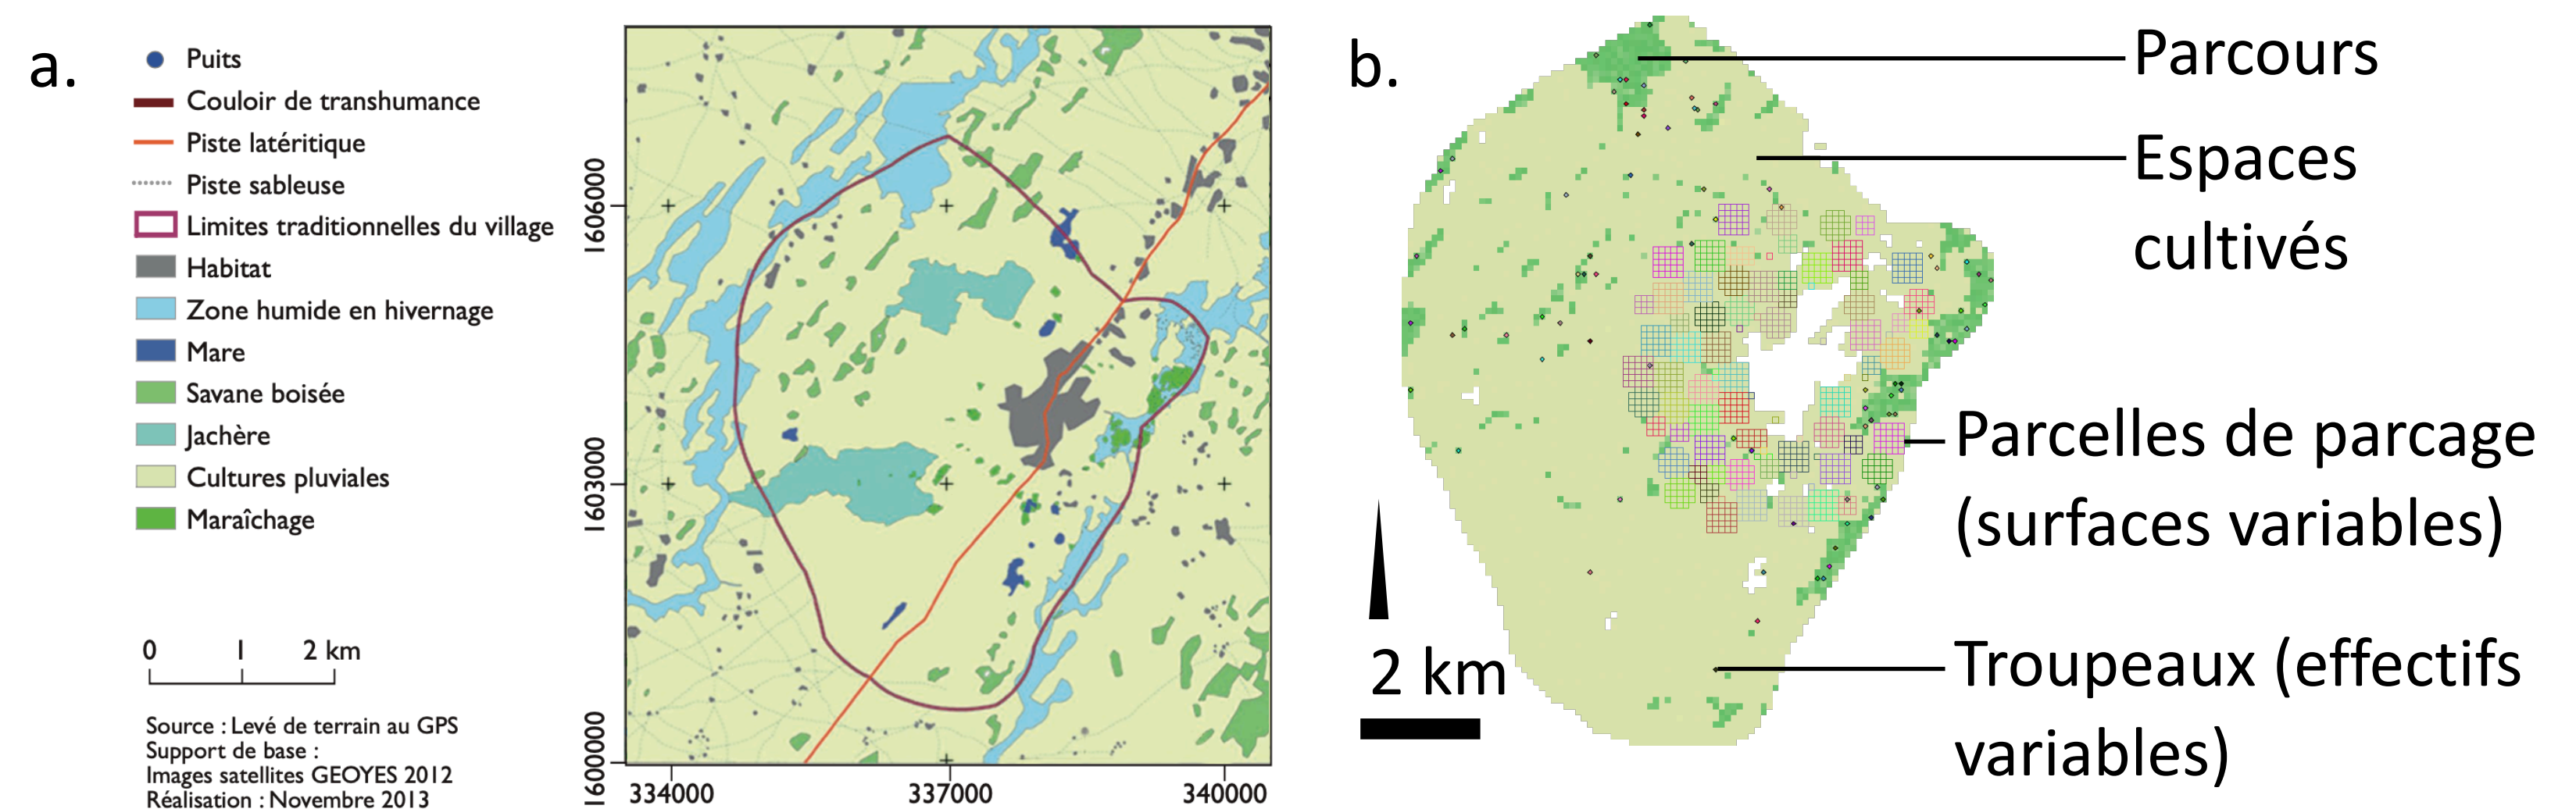 a.
Puits
Couloir de transhumance
Piste latéritique
Piste sableuse
Limites traditionnelles du village
Habitat
Zone humide en hivernage
Mare
Savane boisée
Jachère
Cultures pluviales
Maraîchage
0 1 2 km
Source : Levé de terrain au GPS
Support de base :
Images satellites GEOYES 2012
Réalisation : Novembre 2013
1606000
1603000
1600000
334000 337000 340000
b.
Parcours
Espaces
cultivés
Parcelles de parcage
(surfaces variables)
Troupeaux (effectifs
variables)
2 km